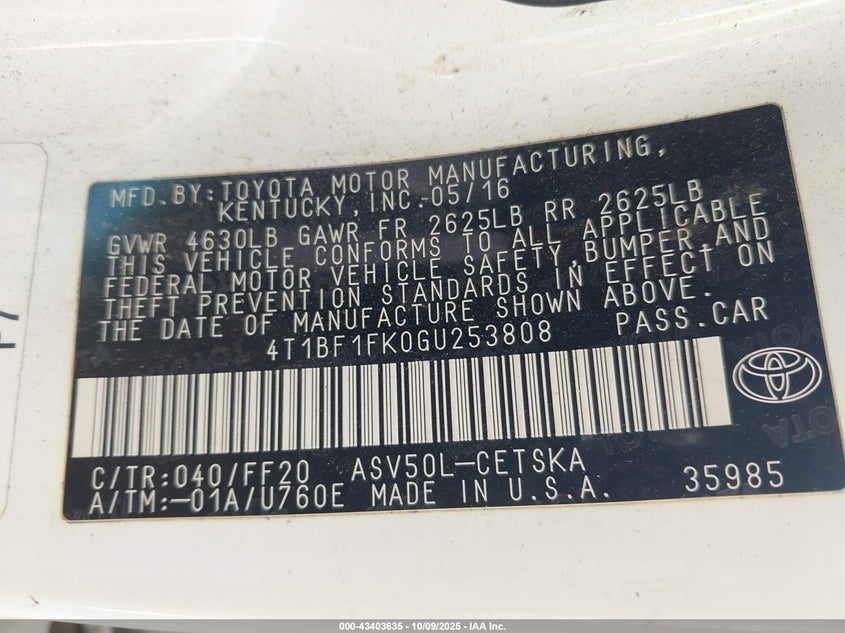 MFD.BY:TOYOTA MOTOR MANUFACTURING,
KENTUCKY,INC.-05/16
GVWR 4630LB GAWR FR 2625LB RR 2625LB
THIS VEHICLE CONFORMS TO ALL APPLICABLE
FEDERAL MOTOR VEHICLE SAFETY,BUMPER,AND
THEFT PREVENTION STANDARDS IN EFFECT ON
THE DATE OF MANUFACTURE SHOWN ABOVE.
4T1BF1FK0GU253808 PASS.CAR
C/TR:040/FF20 ASV50L-CETSKA
A/TM:-01A/U760E MADE IN U.S.A. 35985
000-43403635 - 10/09/2025 - IAA Inc.